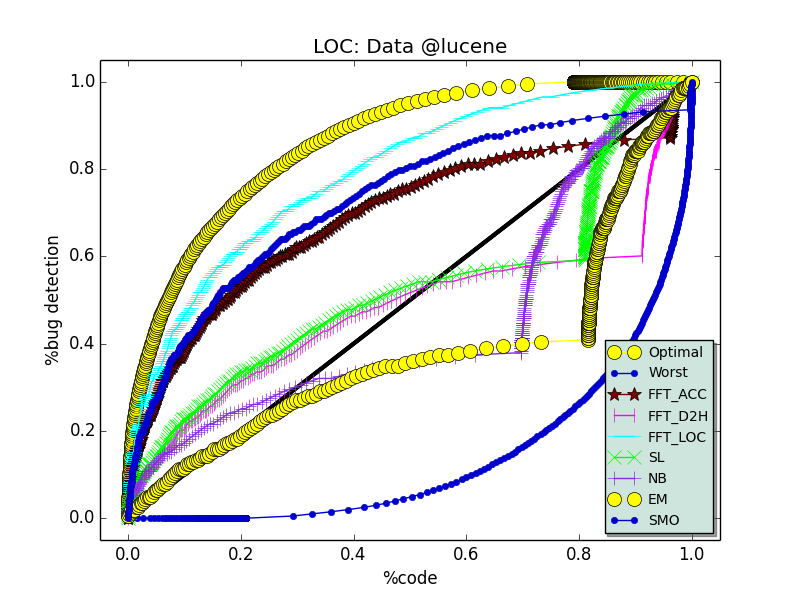 LOC: Data @lucene
1.0
0.8
0.6
0.4
0.2
0.0
%bug detection
0.0 0.2 0.4 0.6 0.8 1.0
%code
Optimal
Worst
FFT_ACC
FFT_D2H
FFT_LOC
SL
NB
EM
SMO